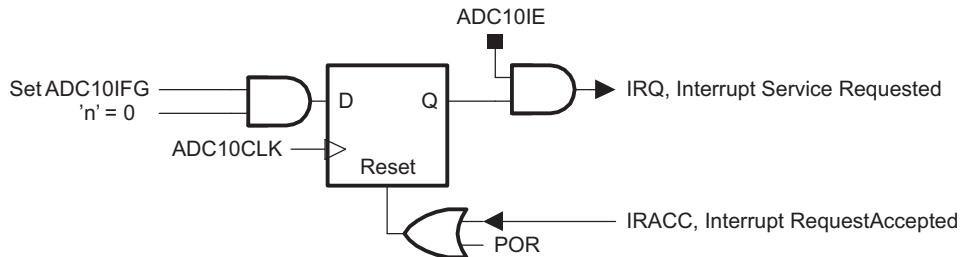 ADC10IE
Set ADC10IFG
'n' = 0
D
Q
IRQ, Interrupt Service Requested
ADC10CLK
Reset
IRACC, Interrupt RequestAccepted
POR